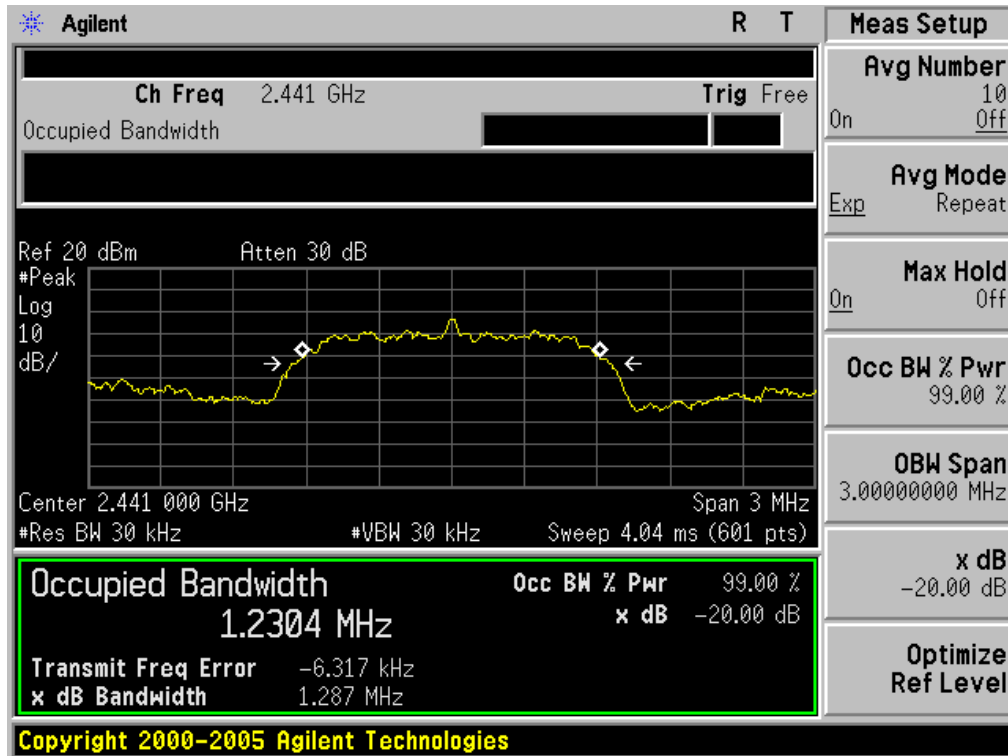 Agilent R T
Ch Freq 2.441 GHz Trig Free
Occupied Bandwidth
Ref 20 dBm Atten 30 dB
#Peak
Log
10
dB/
Center 2.441 000 GHz Span 3 MHz
#Res BW 30 kHz #VBW 30 kHz Sweep 4.04 ms (601 pts)
Occupied Bandwidth Occ BW % Pwr 99.00 %
1.2304 MHz x dB -20.00 dB
Transmit Freq Error -6.317 kHz
x dB Bandwidth 1.287 MHz
Copyright 2000-2005 Agilent Technologies
Meas Setup
Avg Number
10
On Off
Avg Mode
Exp Repeat
Max Hold
On Off
Occ BW % Pwr
99.00 %
OBW Span
3.00000000 MHz
x dB
-20.00 dB
Optimize
Ref Level